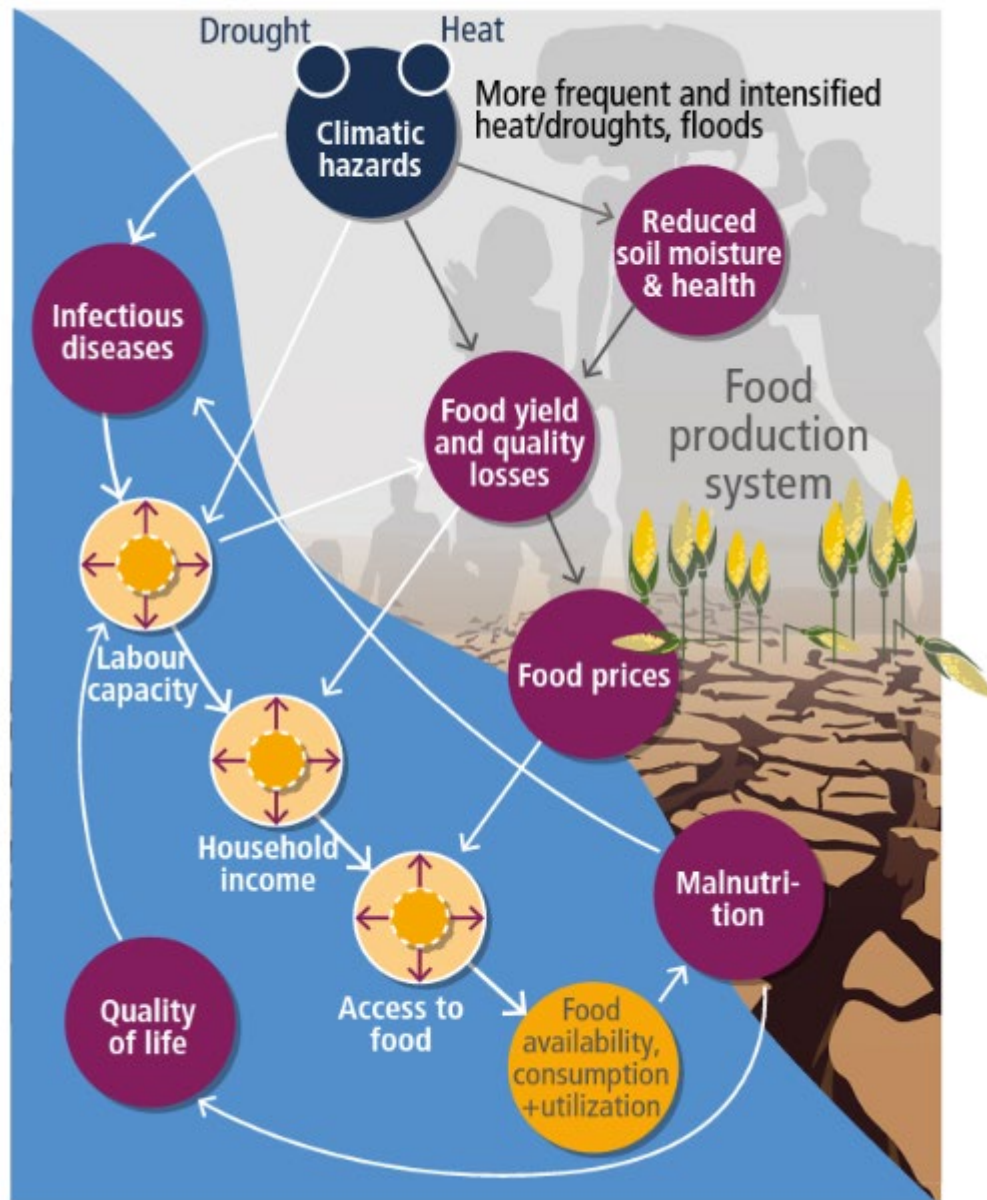 Drought
Heat
Climatic
hazards
More frequent and intensified
heat/droughts, floods
Reduced
soil moisture
& health
Infectious
diseases
Food yield
and quality
losses
Food
production
system
Labour
capacity
Food prices
Household
income
Malnutri-
tion
Access to
food
Quality
of life
Food
availability,
consumption
+utilization